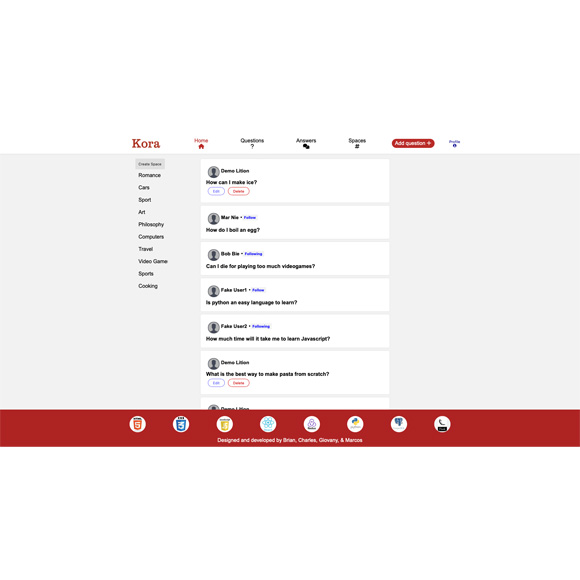 Kora
Home
Questions
?
Answers
Spaces
#
Add question +
Profile
Create Space
Romance
Cars
Sport
Art
Philosophy
Computers
Travel
Video Game
Sports
Cooking
Demo Lition
How can I make ice?
Edit Delete
Mar Nie • Follow
How do I boil an egg?
Bob Bie • Following
Can I die for playing too much videogames?
Fake User1 • Follow
Is python an easy language to learn?
Fake User2 • Following
How much time will it take me to learn Javascript?
Demo Lition
What is the best way to make pasta from scratch?
Edit Delete
Demo Lition
Designed and developed by Brian, Charles, Giovany, & Marcos